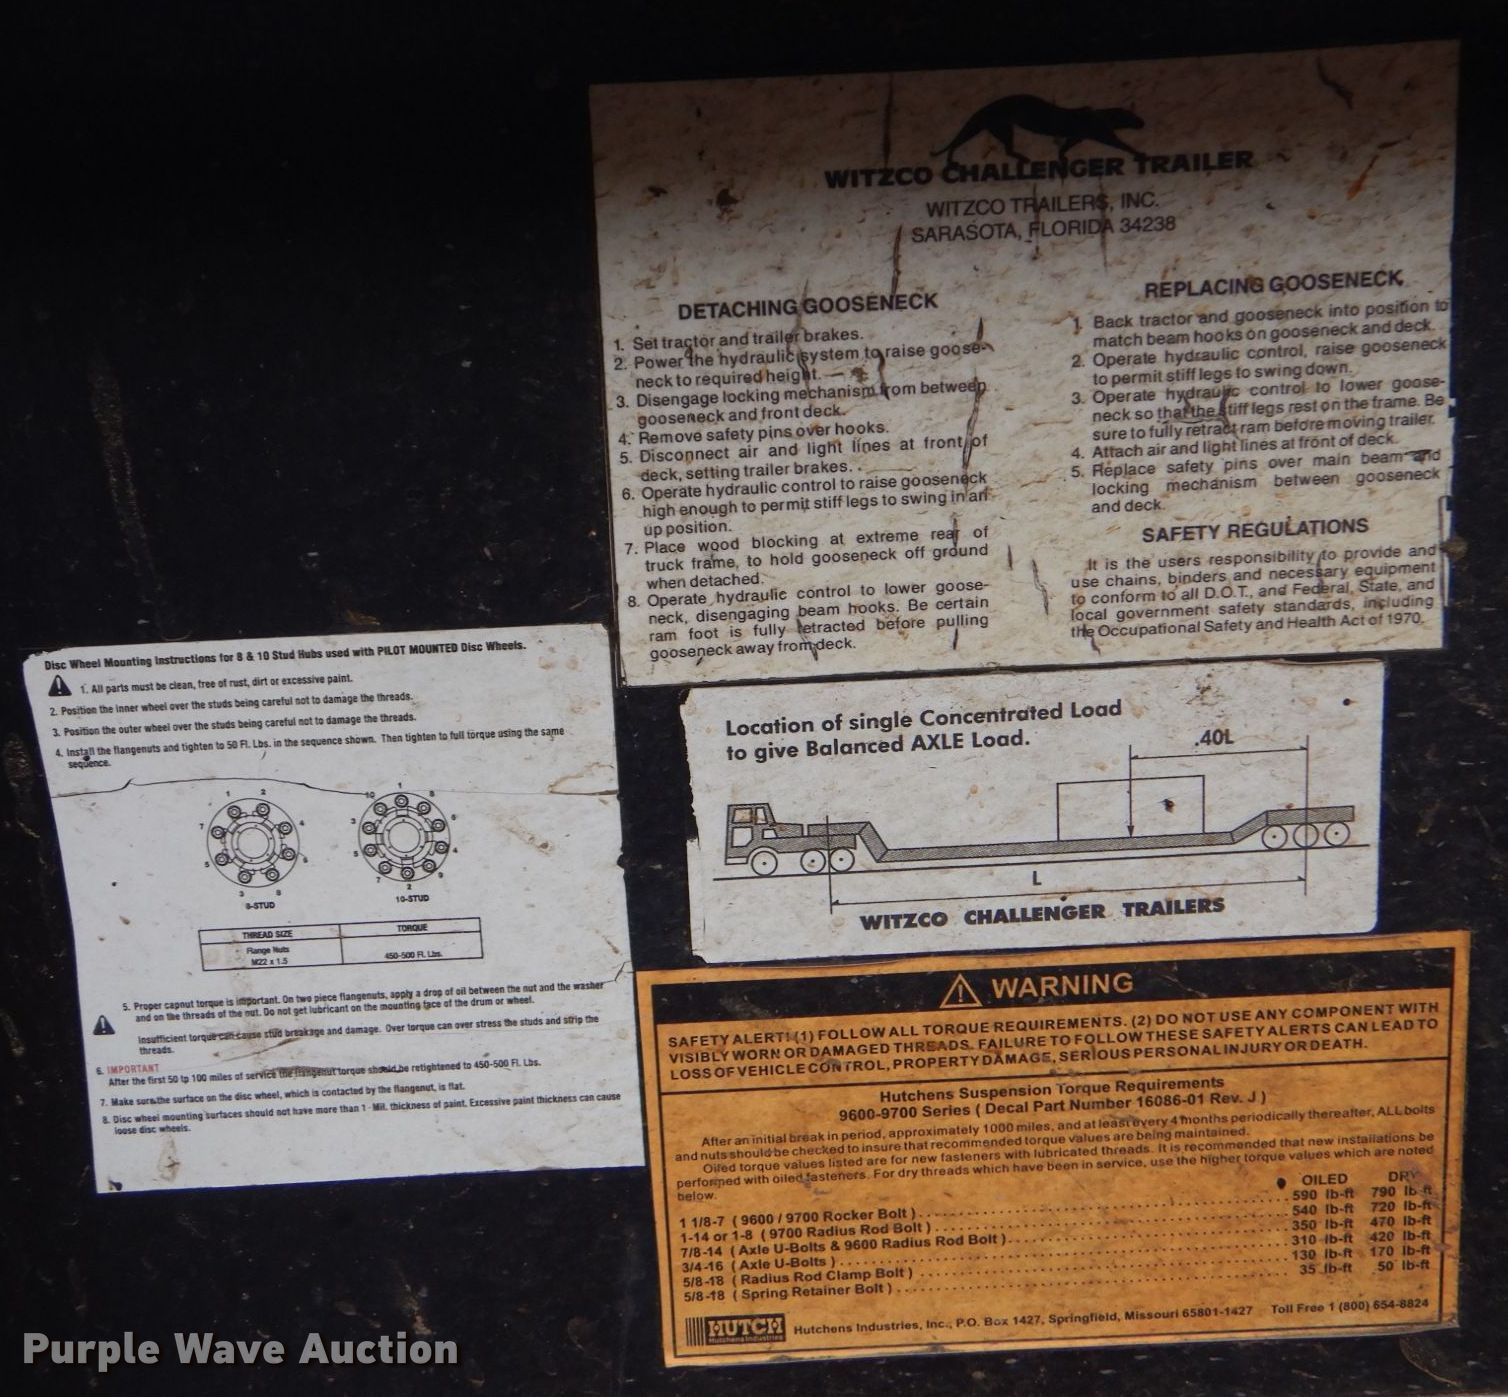 WITZCO CHALLENGER TRAILER
WITZCO TRAILERS, INC.
SARASOTA, FLORIDA 34238
DETACHING GOOSENECK
1. Set tractor and trailer brakes.
2. Power the hydraulic system to raise goose-
neck to required height.
3. Disengage locking mechanism from between
gooseneck and front deck.
4. Remove safety pins over hooks.
5. Disconnect air and light lines at front of
deck, setting trailer brakes.
6. Operate hydraulic control to raise gooseneck
high enough to permit stiff legs to swing in an
up position.
7. Place wood blocking at extreme rear of
truck frame, to hold gooseneck off ground
when detached.
8. Operate hydraulic control to lower goose-
neck, disengaging beam hooks. Be certain
ram foot is fully retracted before pulling
gooseneck away from deck.
REPLACING GOOSENECK
1. Back tractor and gooseneck into position to
match beam hooks on gooseneck and deck.
2. Operate hydraulic control, raise gooseneck
to permit stiff legs to swing down.
3. Operate hydraulic control to lower goose-
neck so that the stiff legs rest on the frame. Be
sure to fully retract ram before moving trailer.
4. Attach air and light lines at front of deck.
5. Replace safety pins over main beam and
locking mechanism between gooseneck
and deck.
SAFETY REGULATIONS
It is the users responsibility to provide and
use chains, binders and necessary equipment
to conform to all D.O.T., and Federal, State, and
local government safety standards, including
the Occupational Safety and Health Act of 1970.
Disc Wheel Mounting Instructions for 8 & 10 Stud Hubs used with PILOT MOUNTED Disc Wheels.
1. All parts must be clean, free of rust, dirt or excessive paint.
2. Position the inner wheel over the studs being careful not to damage the threads.
3. Position the outer wheel over the studs being careful not to damage the threads.
4. Install the flangenuts and tighten to 50 Ft. Lbs. in the sequence shown. Then tighten to full torque using the same
sequence.
1 2
7 4
5 6
3 8
8-STUD
10 1 8
3 6
5 4
7 2 9
10-STUD
THREAD SIZE TORQUE
Flange Nuts
M22 x 1.5 450-500 Ft. Lbs.
5. Proper capnut torque is important. On two piece flangenuts, apply a drop of oil between the nut and the washer
and on the threads of the nut. Do not get lubricant on the mounting face of the drum or wheel.
Insufficient torque can cause stud breakage and damage. Over torque can over stress the studs and strip the
threads.
6. IMPORTANT
After the first 50 to 100 miles of service the flangenut torque should be retightened to 450-500 Ft. Lbs.
7. Make sure the surface on the disc wheel, which is contacted by the flangenut, is flat.
8. Disc wheel mounting surfaces should not have more than 1- Mil. thickness of paint. Excessive paint thickness can cause
loose disc wheels.
Location of single Concentrated Load
to give Balanced AXLE Load.
.40L
L
WITZCO CHALLENGER TRAILERS
WARNING
SAFETY ALERT! (1) FOLLOW ALL TORQUE REQUIREMENTS. (2) DO NOT USE ANY COMPONENT WITH
VISIBLY WORN OR DAMAGED THREADS. FAILURE TO FOLLOW THESE SAFETY ALERTS CAN LEAD TO
LOSS OF VEHICLE CONTROL, PROPERTY DAMAGE, SERIOUS PERSONAL INJURY OR DEATH.
Hutchens Suspension Torque Requirements
9600-9700 Series ( Decal Part Number 16086-01 Rev. J )
After an initial break in period, approximately 1000 miles, and at least every 4 months periodically thereafter, ALL bolts
and nuts should be checked to insure that recommended torque values are being maintained.
Oiled torque values listed are for new fasteners with lubricated threads. It is recommended that new installations be
performed with oiled fasteners. For dry threads which have been in service, use the higher torque values which are noted
below.
OILED DRY
1 1/8-7 ( 9600 / 9700 Rocker Bolt ) 590 lb-ft 790 lb-ft
1-14 or 1-8 ( 9700 Radius Rod Bolt ) 540 lb-ft 720 lb-ft
7/8-14 ( Axle U-Bolts & 9600 Radius Rod Bolt ) 350 lb-ft 470 lb-ft
3/4-16 ( Axle U-Bolts ) 310 lb-ft 420 lb-ft
5/8-18 ( Radius Rod Clamp Bolt ) 130 lb-ft 170 lb-ft
5/8-18 ( Spring Retainer Bolt ) 35 lb-ft 50 lb-ft
HUTCH
Hutchens Industries
Hutchens Industries, Inc., P.O. Box 1427, Springfield, Missouri 65801-1427 Toll Free 1 (800) 654-8824
Purple Wave Auction